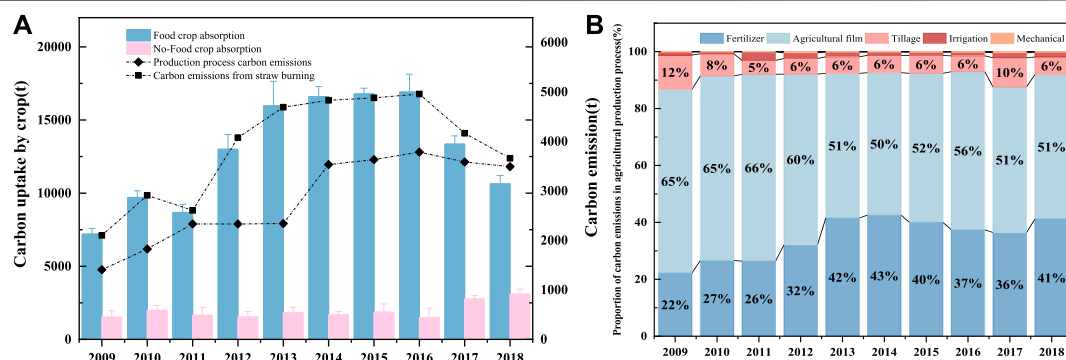 A
Food crop absorption
No-Food crop absorption
Production process carbon emissions
Carbon emissions from straw burning
Carbon uptake by crop(t)
20000
15000
10000
5000
0
6000
5000
4000
3000
2000
1000
0
Carbon emission(t)
2009 2010 2011 2012 2013 2014 2015 2016 2017 2018
B
Fertilizer Agricultural film Tillage Irrigation Mechanical
Proportion of carbon emissions in agricultural production process(%)
100
80
60
40
20
0
12% 8% 5% 6% 6% 6% 6% 6% 10% 6%
65% 65% 66% 60% 51% 50% 52% 56% 51% 51%
22% 27% 26% 32% 42% 43% 40% 37% 36% 41%
2009 2010 2011 2012 2013 2014 2015 2016 2017 2018